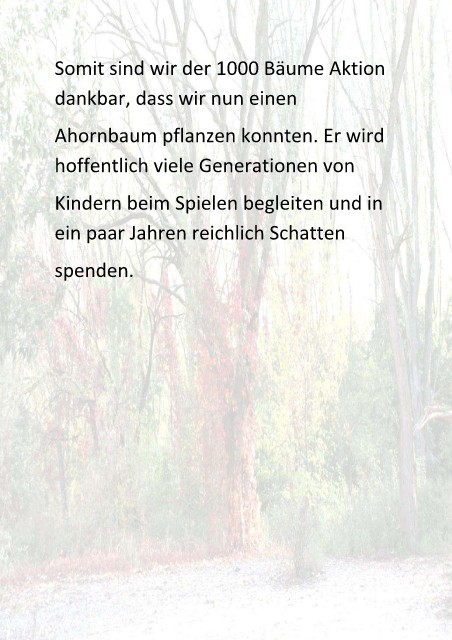 Somit sind wir der 1000 Bäume Aktion
dankbar, dass wir nun einen
Ahornbaum pflanzen konnten. Er wird
hoffentlich viele Generationen von
Kindern beim Spielen begleiten und in
ein paar Jahren reichlich Schatten
spenden.